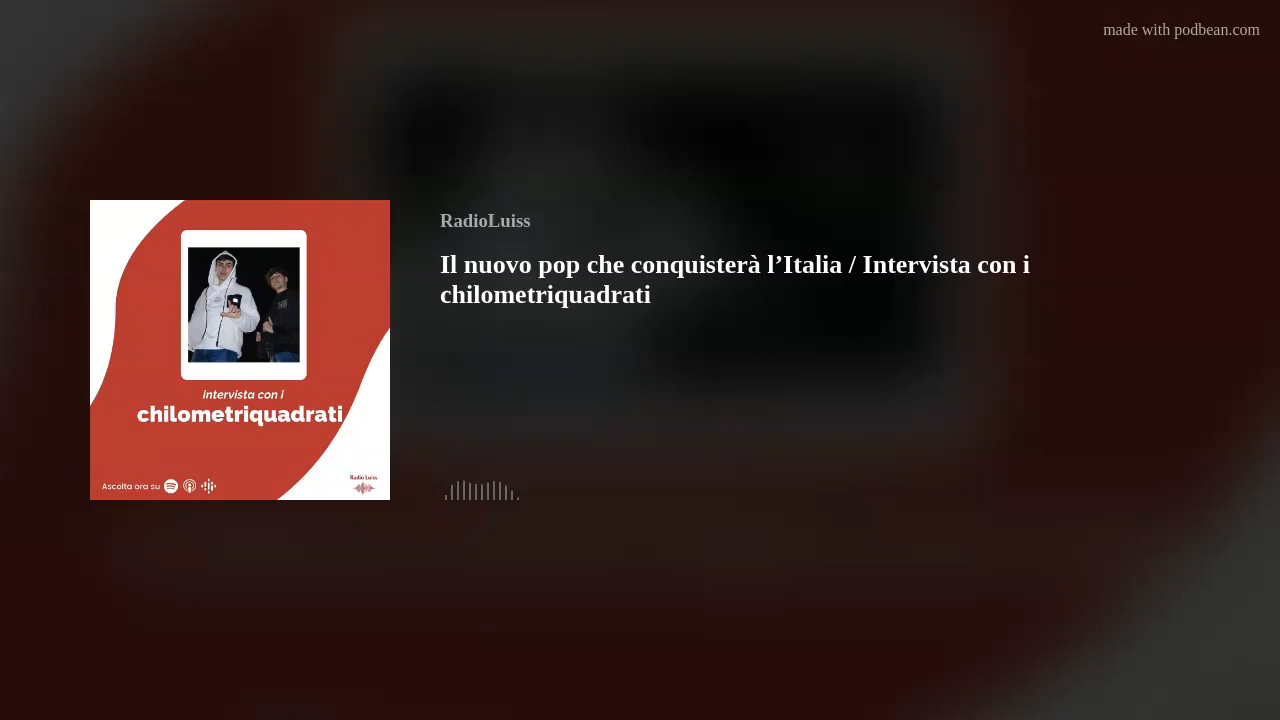 made with podbean.com
RadioLuiss
Il nuovo pop che conquisterà l’Italia / Intervista con i
chilometriquadrati
intervista con i
chilometriquadrati
Ascolta ora su
Radio Luiss